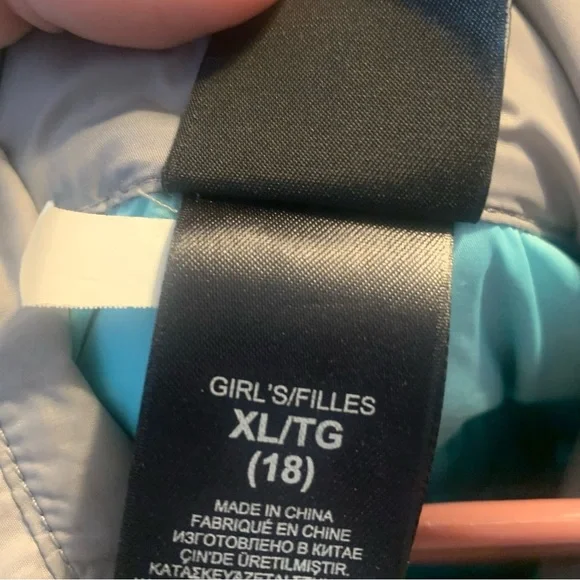 GIRL'S/FILLES
XL/TG
(18)
MADE IN CHINA
FABRIQUÉ EN CHINE
ИЗГОТОВЛЕНО В КИТАЕ
ÇİN'DE ÜRETİLMİŞTİR.